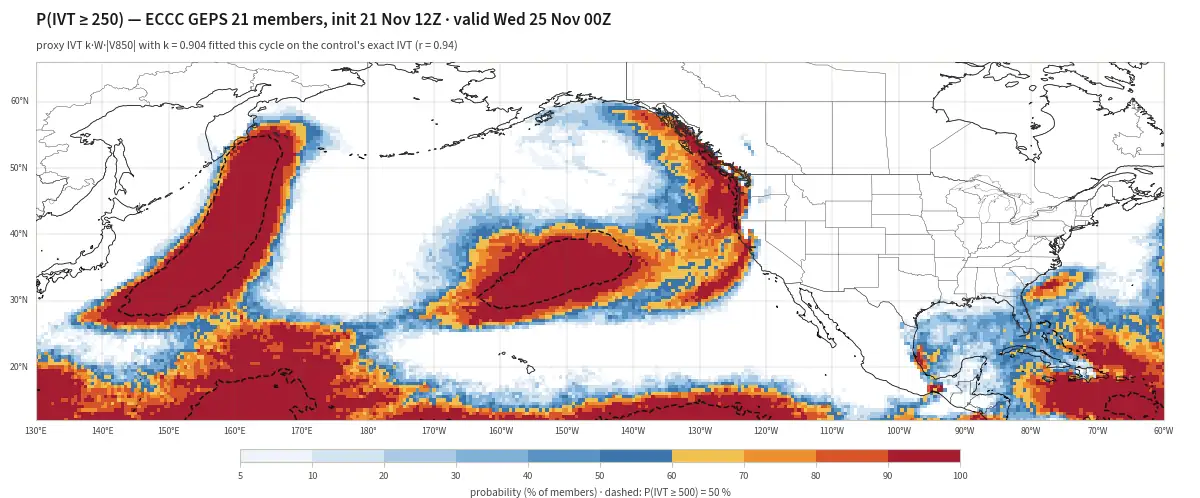 P(IVT ≥ 250) — ECCC GEPS 21 members, init 21 Nov 12Z · valid Wed 25 Nov 00Z
proxy IVT k·W·|V850| with k = 0.904 fitted this cycle on the control's exact IVT (r = 0.94)
60°N
50°N
40°N
30°N
20°N
130°E 140°E 150°E 160°E 170°E 180° 170°W 160°W 150°W 140°W 130°W 120°W 110°W 100°W 90°W 80°W 70°W 60°W
5 10 20 30 40 50 60 70 80 90 100
probability (% of members) · dashed: P(IVT ≥ 500) = 50 %